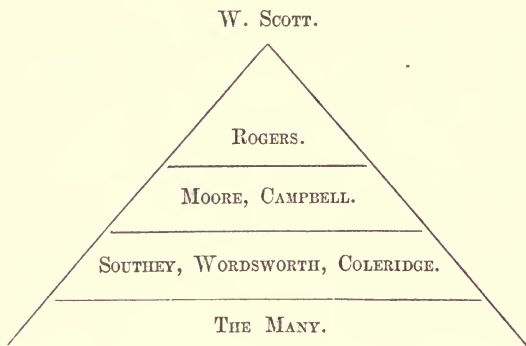 W. Scott.
Rogers.
Moore, Campbell.
Southey, Wordsworth, Coleridge.
The Many.